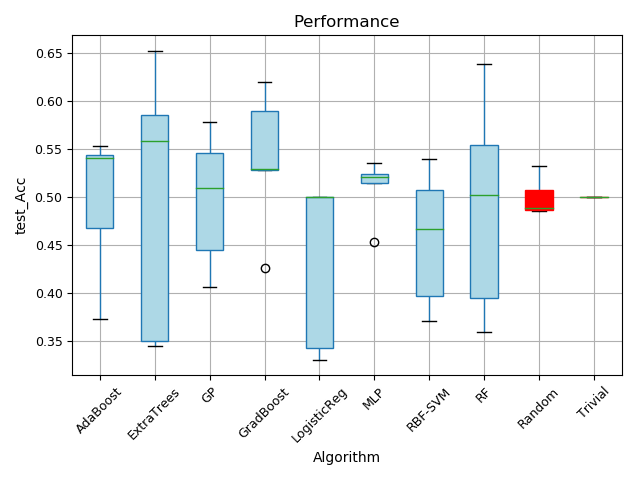 Performance
test_Acc
0.65
0.60
0.55
0.50
0.45
0.40
0.35
AdaBoost
ExtraTrees
GP
GradBoost
LogisticReg
MLP
RBF-SVM
RF
Random
Trivial
Algorithm